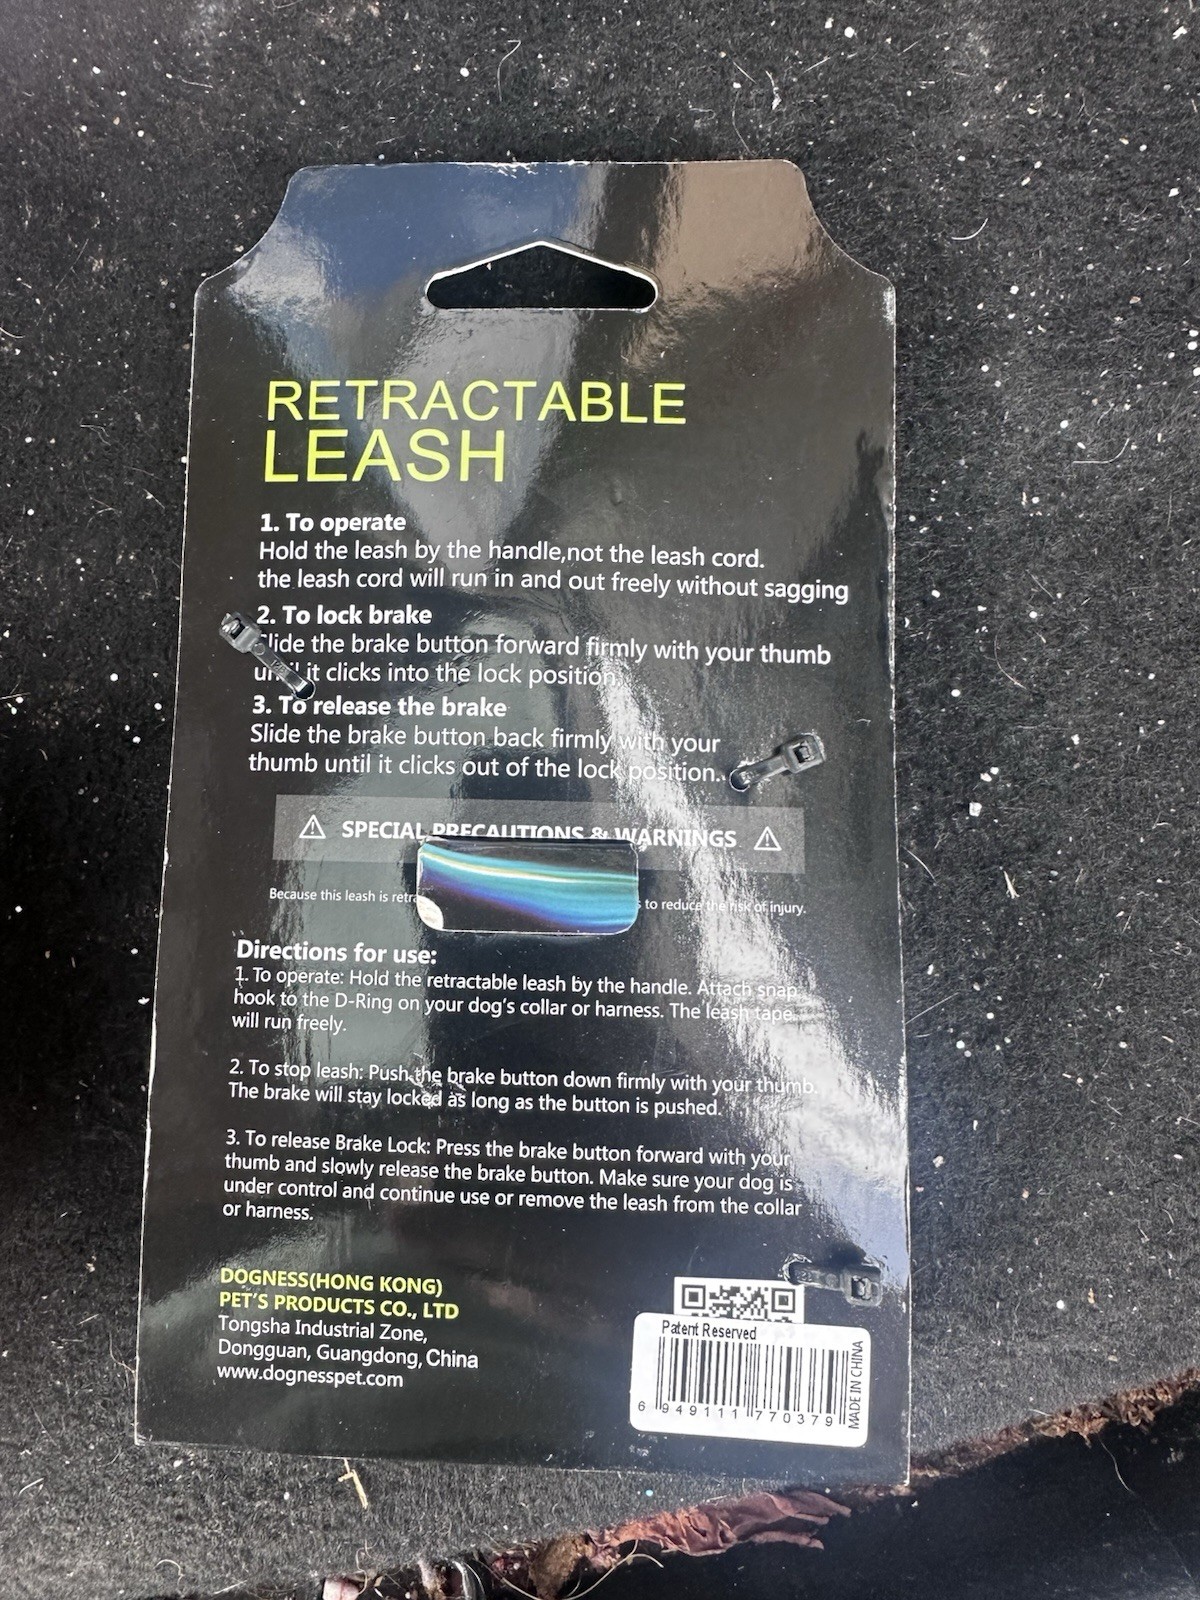 RETRACTABLE
LEASH
1. To operate
Hold the leash by the handle,not the leash cord.
the leash cord will run in and out freely without sagging
2. To lock brake
Slide the brake button forward firmly with your thumb
until it clicks into the lock position
3. To release the brake
Slide the brake button back firmly with your
thumb until it clicks out of the lock position..
SPECIAL PRECAUTIONS & WARNINGS
Because this leash is to reduce the risk of injury.
Directions for use:
1. To operate: Hold the retractable leash by the handle. Attach snap
hook to the D-Ring on your dog's collar or harness. The leash tape
will run freely.
2. To stop leash: Push the brake button down firmly with your thumb.
The brake will stay locked as long as the button is pushed.
3. To release Brake Lock: Press the brake button forward with your
thumb and slowly release the brake button. Make sure your dog is
under control and continue use or remove the leash from the collar
or harness.
DOGNESS(HONG KONG)
PET'S PRODUCTS CO., LTD
Tongsha Industrial Zone,
Dongguan, Guangdong, China
www.dognesspet.com
Patent Reserved
6 949111 770379
MADE IN CHINA